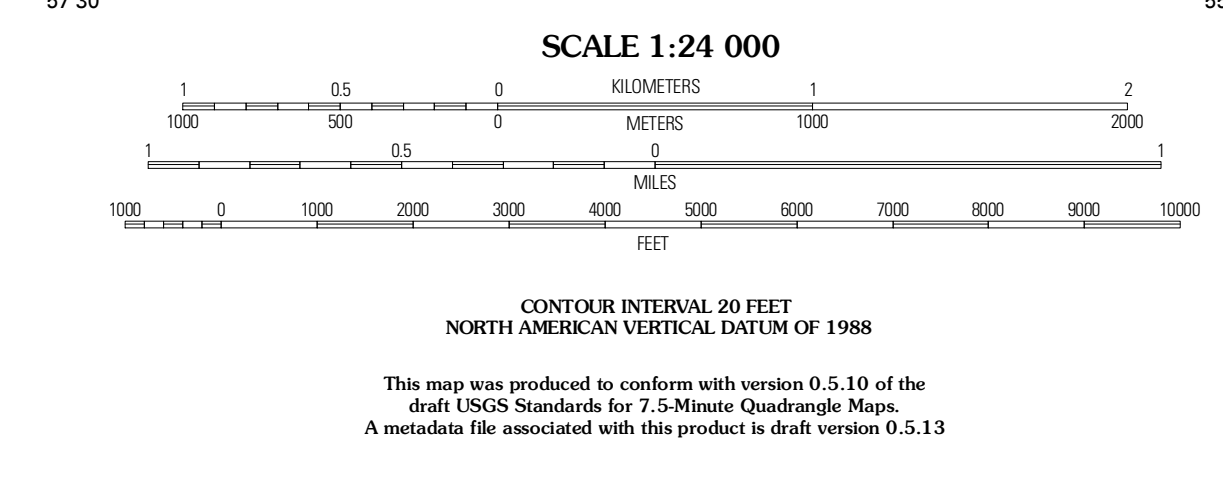 57'30"
55
SCALE 1:24 000
1 0.5 0 KILOMETERS 1 2
1000 500 0 METERS 1000 2000
1 0.5 0 1
MILES
1000 0 1000 2000 3000 4000 5000 6000 7000 8000 9000 10000
FEET
CONTOUR INTERVAL 20 FEET
NORTH AMERICAN VERTICAL DATUM OF 1988
This map was produced to conform with version 0.5.10 of the
draft USGS Standards for 7.5-Minute Quadrangle Maps.
A metadata file associated with this product is draft version 0.5.13